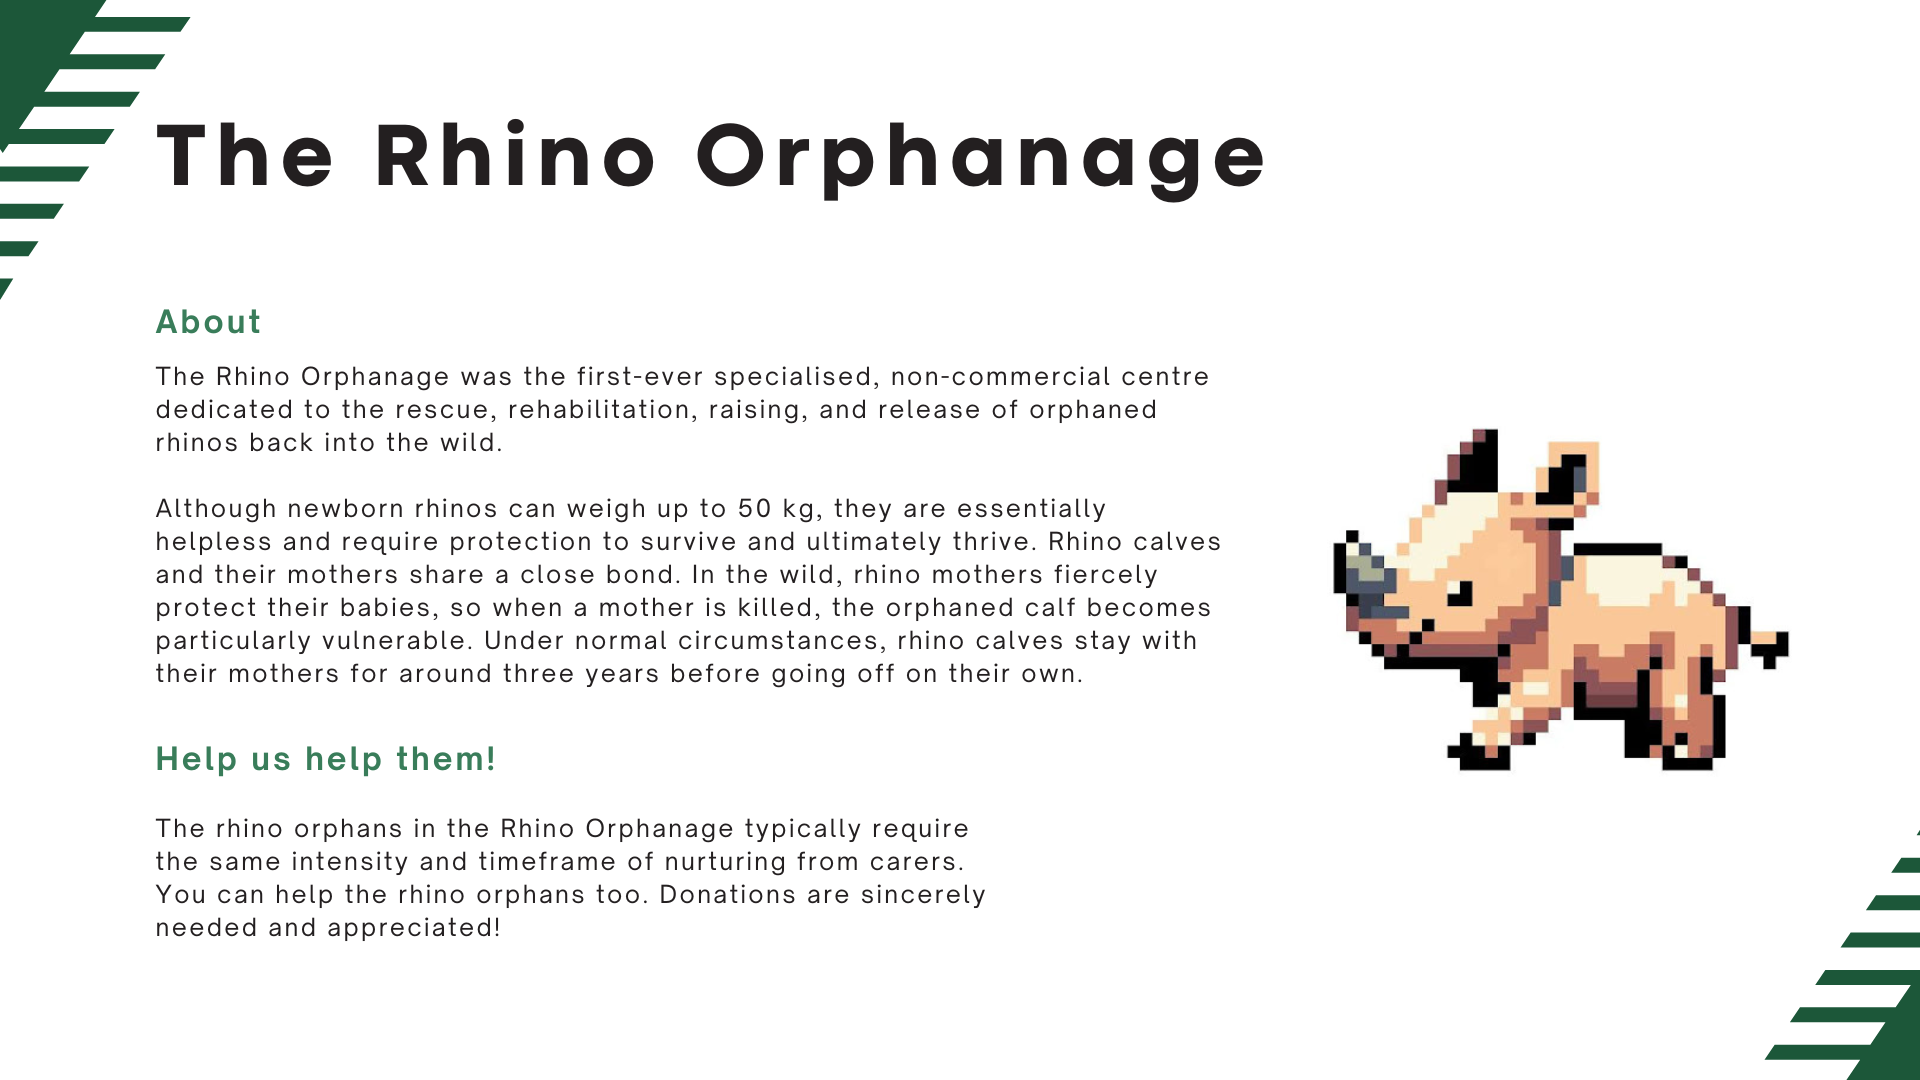 The Rhino Orphanage
About
The Rhino Orphanage was the first-ever specialised, non-commercial centre
dedicated to the rescue, rehabilitation, raising, and release of orphaned
rhinos back into the wild.
Although newborn rhinos can weigh up to 50 kg, they are essentially
helpless and require protection to survive and ultimately thrive. Rhino calves
and their mothers share a close bond. In the wild, rhino mothers fiercely
protect their babies, so when a mother is killed, the orphaned calf becomes
particularly vulnerable. Under normal circumstances, rhino calves stay with
their mothers for around three years before going off on their own.
Help us help them!
The rhino orphans in the Rhino Orphanage typically require
the same intensity and timeframe of nurturing from carers.
You can help the rhino orphans too. Donations are sincerely
needed and appreciated!